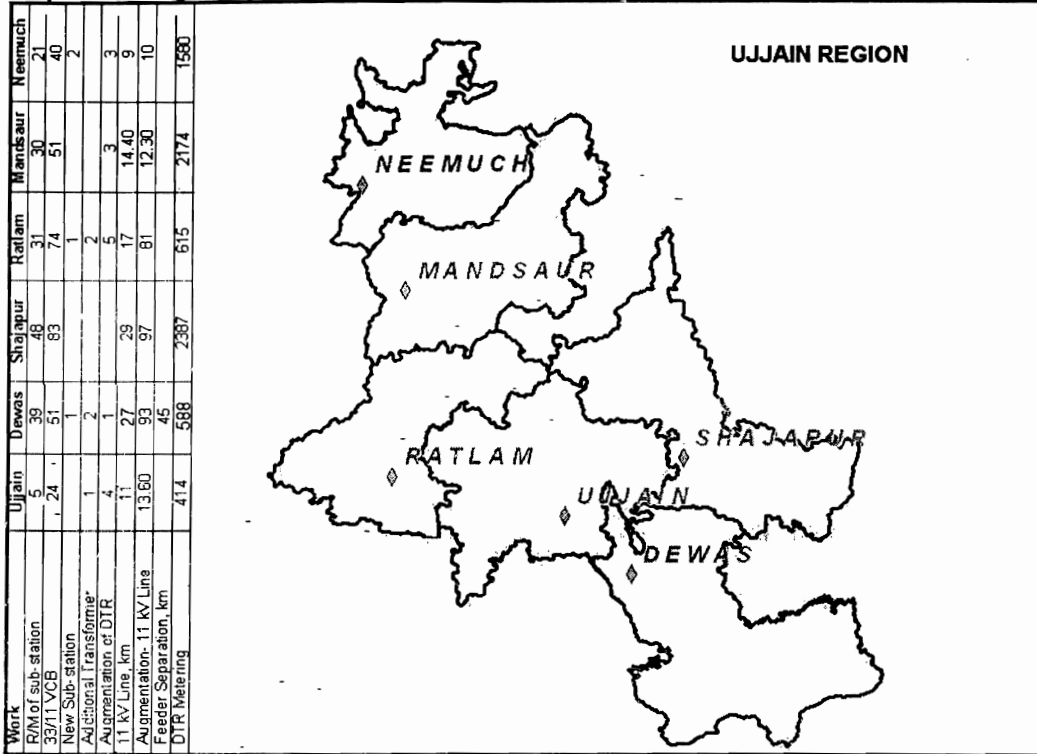 Work Ujjain Dewas Shajapur Ratlam Mandsaur Neemuch
R/M of sub-station 5 39 48 31 30 21
33/11 VCB 24 51 83 74 51 40
New Sub-station 1 1 2
Additional Transformer 1 2 2
Augmentation of DTR 4 1 5 3 3
11 kV Line, km 11 27 29 17 14.40 9
Augmentation- 11 kV Line 13.60 93 97 81 12.30 10
Feeder Separation, km 45
DTR Metering 414 588 2387 615 2174 1580
UJJAIN REGION
NEEMUCH
MANDSAUR
SHAJAPUR
RATLAM
UJJAIN
DEWAS